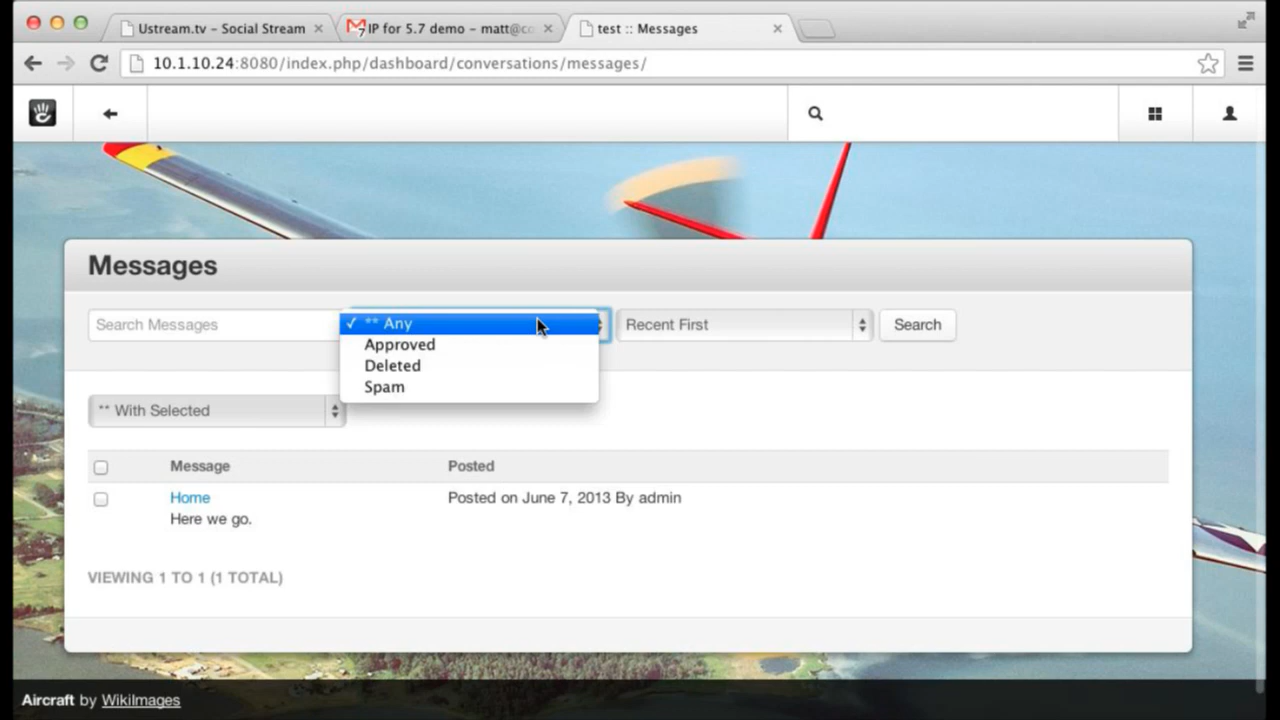 Ustream.tv – Social Stream
IP for 5.7 demo – matt@co
test :: Messages
10.1.10.24:8080/index.php/dashboard/conversations/messages/
Messages
Search Messages
✓ ** Any
Recent First
Search
Approved
Deleted
Spam
** With Selected
Message Posted
Home Posted on June 7, 2013 By admin
Here we go.
VIEWING 1 TO 1 (1 TOTAL)
Aircraft by WikiImages